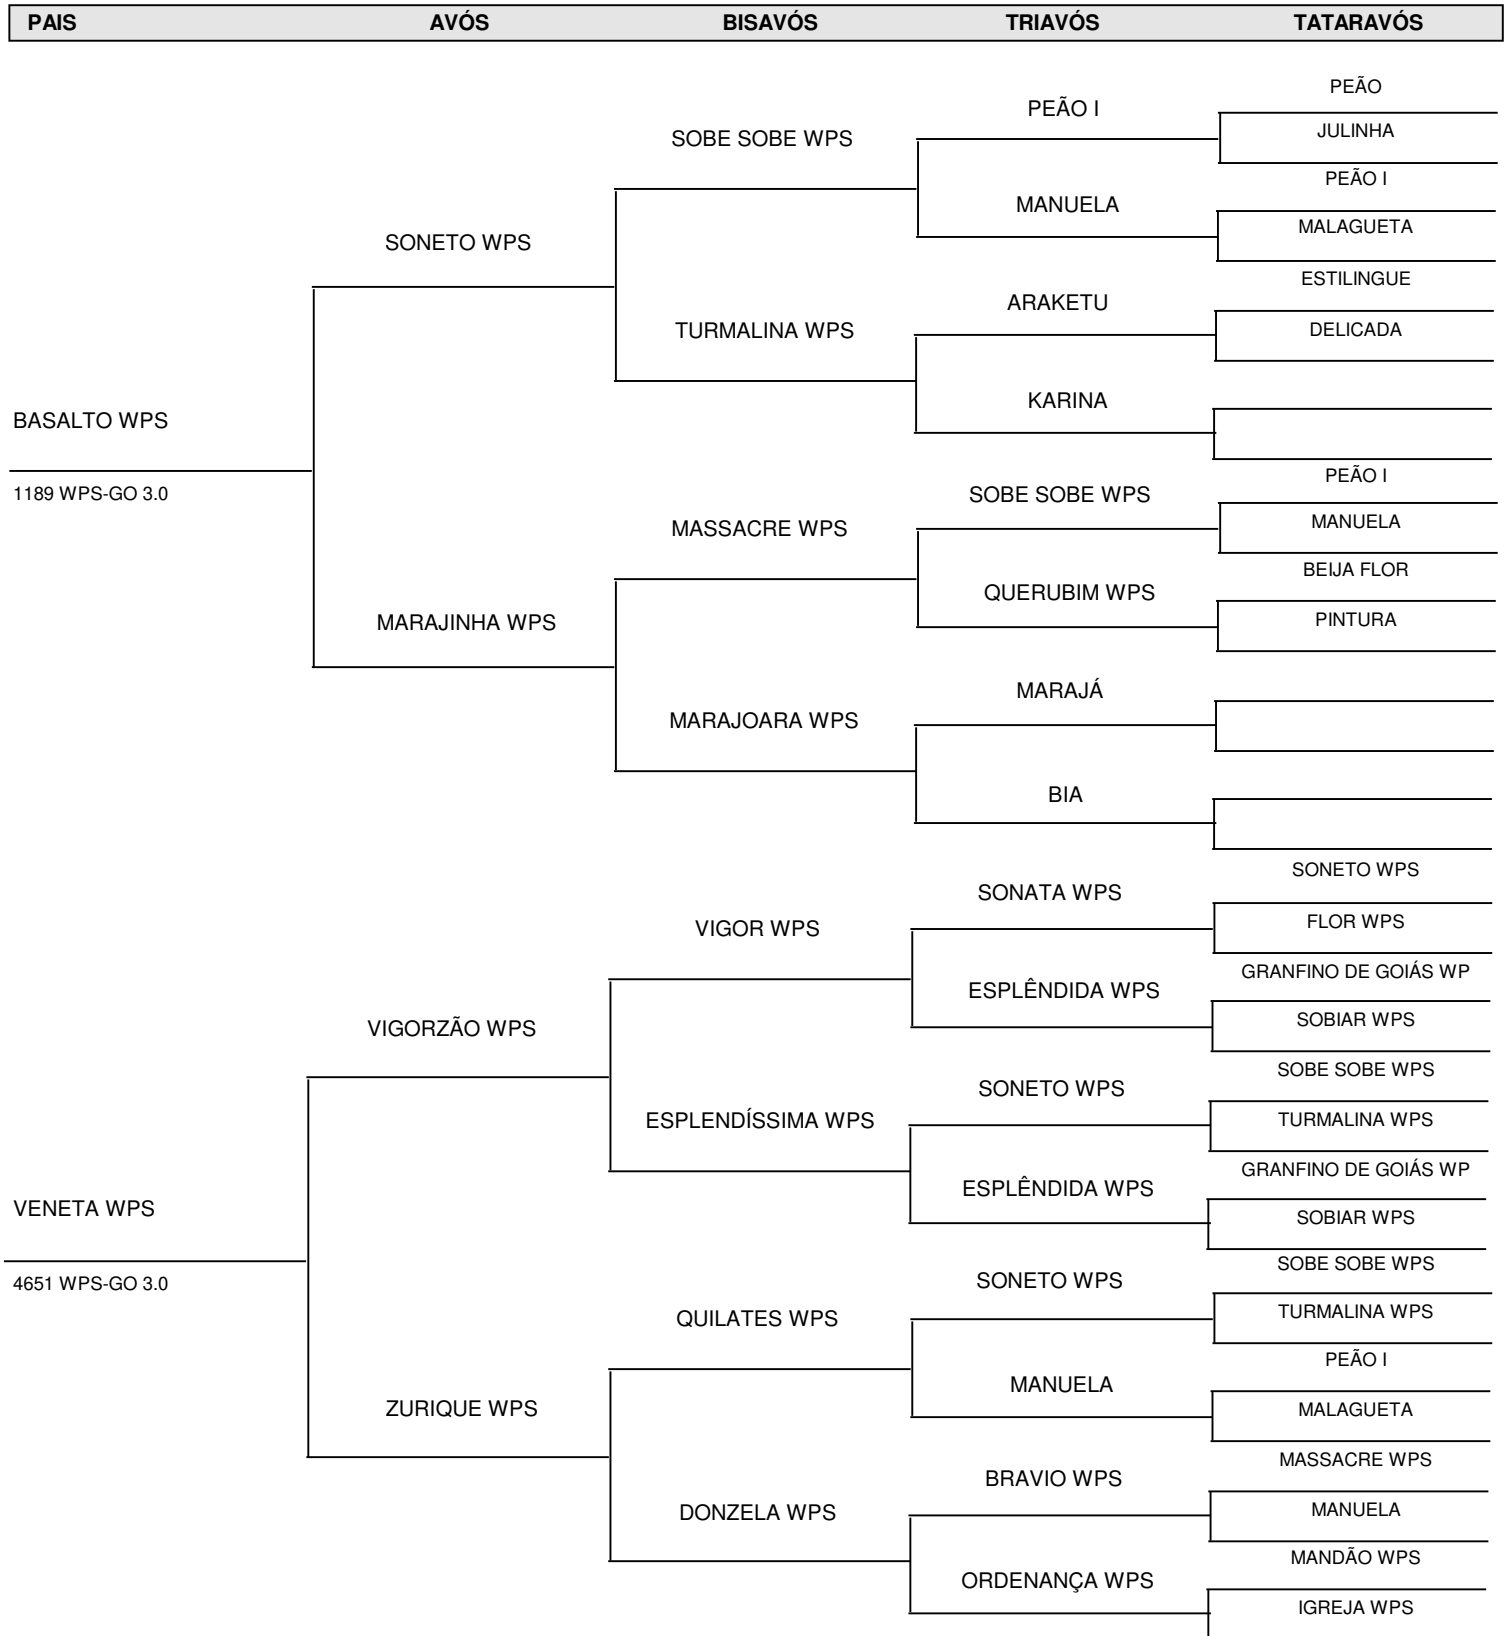 PAIS AVÓS BISAVÓS TRIAVÓS TATARAVÓS
PEÃO
PEÃO I
JULINHA
SOBE SOBE WPS
PEÃO I
MANUELA
MALAGUETA
SONETO WPS
ESTILINGUE
ARAKETU
DELICADA
TURMALINA WPS
KARINA
BASALTO WPS
PEÃO I
1189 WPS-GO 3.0
SOBE SOBE WPS
MANUELA
MASSACRE WPS
BEIJA FLOR
QUERUBIM WPS
PINTURA
MARAJINHA WPS
MARAJÁ
MARAJOARA WPS
BIA
SONETO WPS
SONATA WPS
FLOR WPS
VIGOR WPS
GRANFINO DE GOIÁS WP
ESPLÊNDIDA WPS
SOBIAR WPS
VIGORZÃO WPS
SOBE SOBE WPS
SONETO WPS
TURMALINA WPS
ESPLENDÍSSIMA WPS
GRANFINO DE GOIÁS WP
ESPLÊNDIDA WPS
VENETA WPS
SOBIAR WPS
SOBE SOBE WPS
4651 WPS-GO 3.0
SONETO WPS
TURMALINA WPS
QUILATES WPS
PEÃO I
MANUELA
ZURIQUE WPS
MALAGUETA
MASSACRE WPS
BRAVIO WPS
MANUELA
DONZELA WPS
MANDÃO WPS
ORDENANÇA WPS
IGREJA WPS